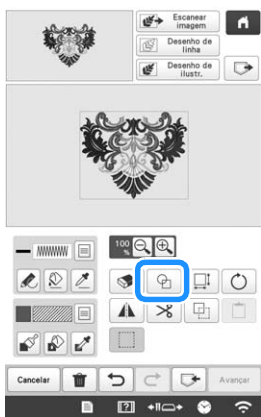 Escanear
imagem
Desenho de
linha
Desenho de
ilustr.
100
%
Cancelar
Avançar